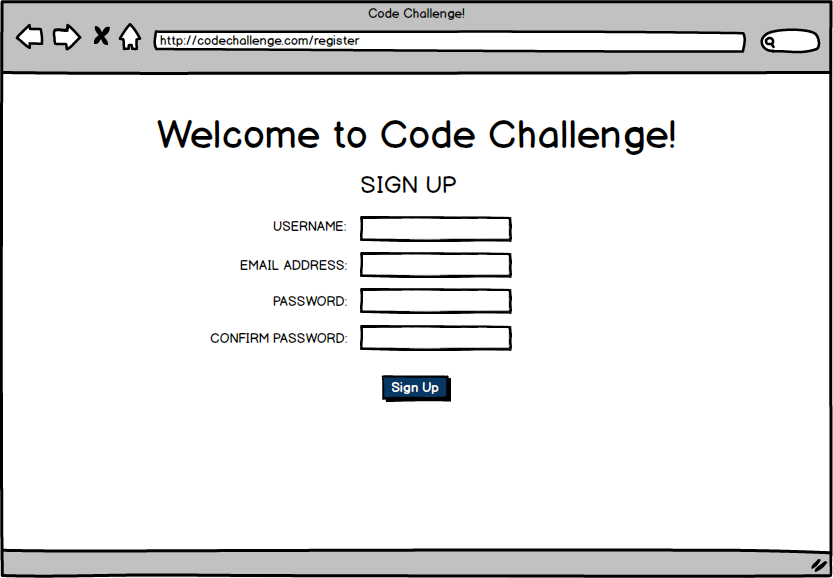 Code Challenge!
http://codechallenge.com/register
Welcome to Code Challenge!
SIGN UP
USERNAME:
EMAIL ADDRESS:
PASSWORD:
CONFIRM PASSWORD:
Sign Up